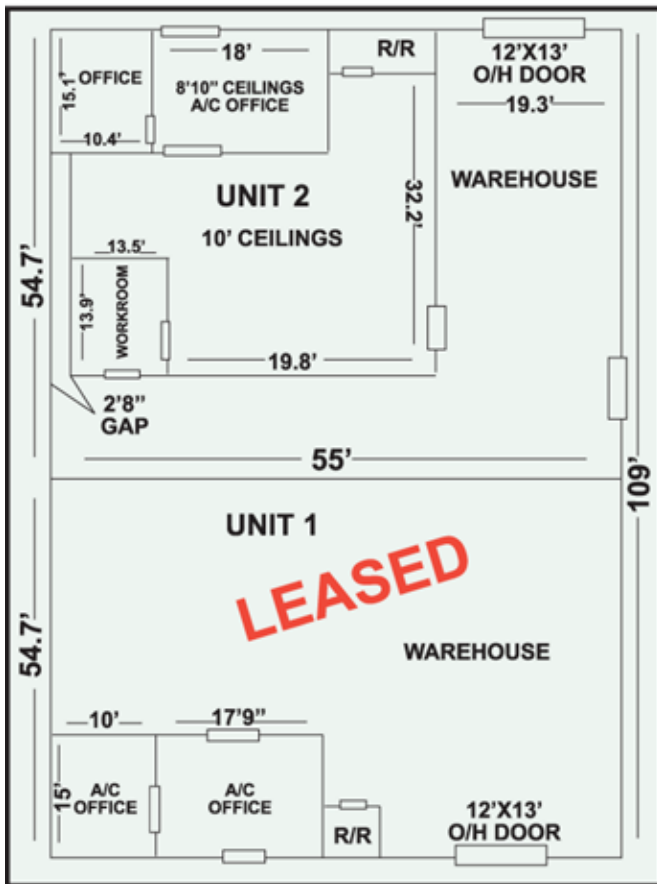 18’
R/R
12’X13’
O/H DOOR
OFFICE
15.1’
10.4’
8’10” CEILINGS
A/C OFFICE
19.3’
WAREHOUSE
UNIT 2
10’ CEILINGS
32.2’
54.7’
13.5’
13.9’
WORKROOM
19.8’
2’8”
GAP
55’
109’
UNIT 1
LEASED
54.7’
WAREHOUSE
10’
17’9”
15’
A/C
OFFICE
A/C
OFFICE
R/R
12’X13’
O/H DOOR